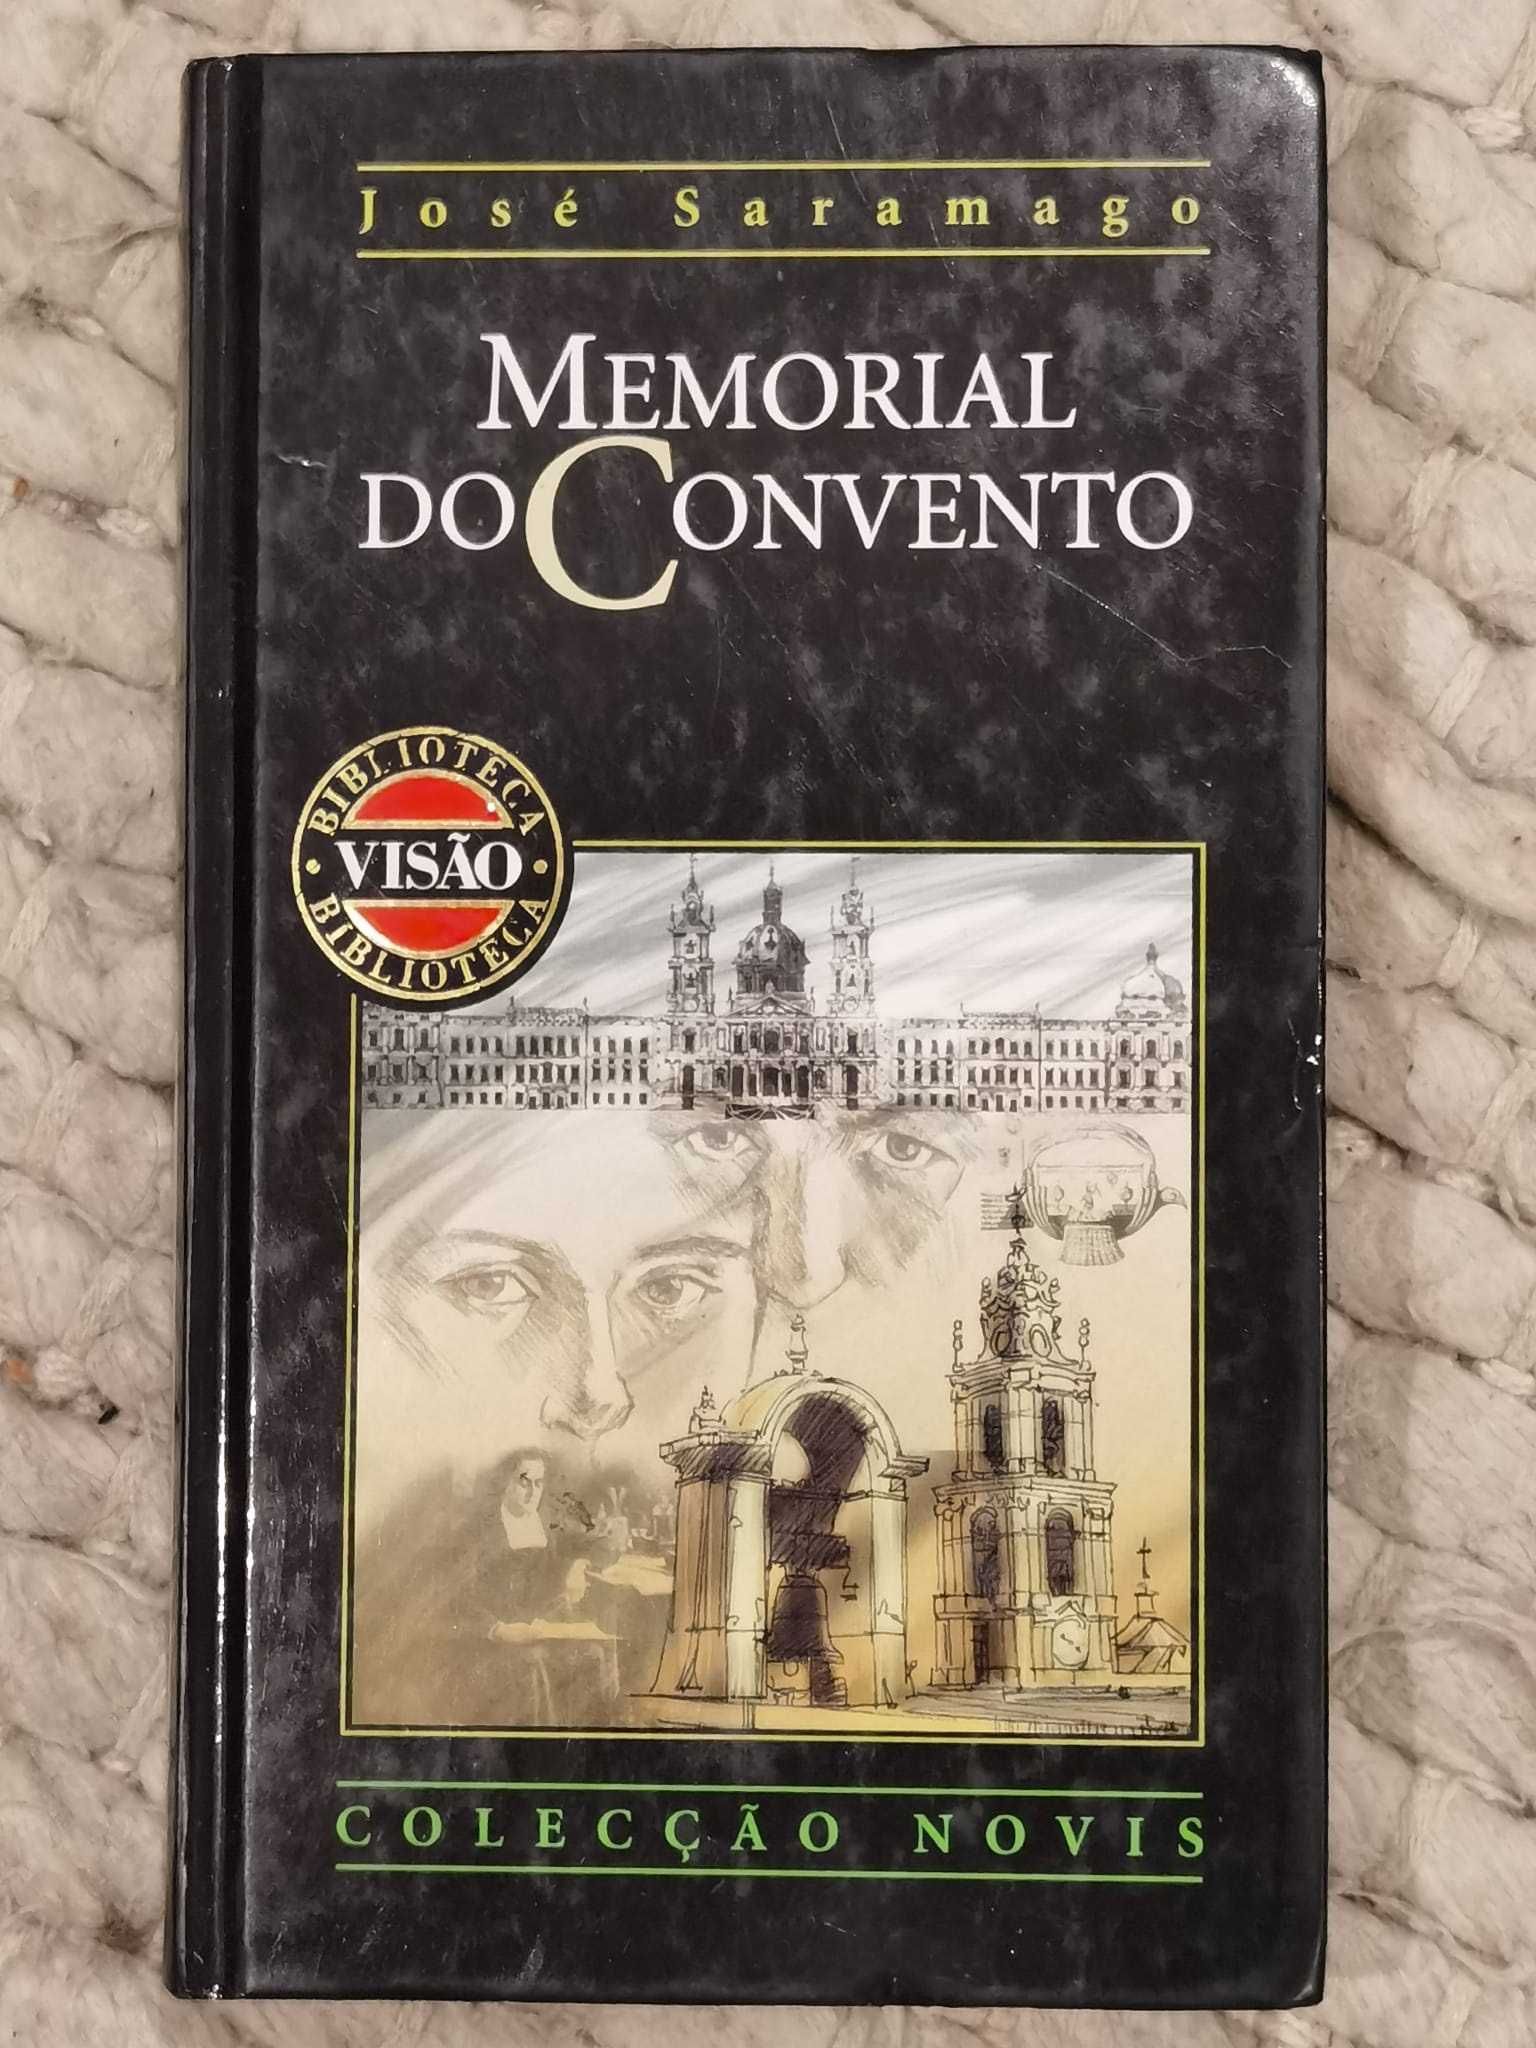 José Saramago
MEMORIAL
DO CONVENTO
BIBLIOTECA
VISÃO
BIBLIOTECA
COLECÇÃO NOVIS